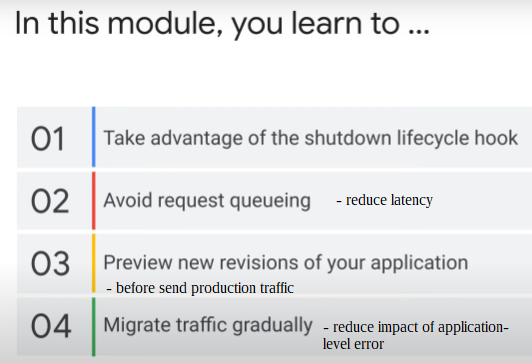 In this module, you learn to ...
01 Take advantage of the shutdown lifecycle hook
02 Avoid request queueing - reduce latency
03 Preview new revisions of your application
- before send production traffic
04 Migrate traffic gradually - reduce impact of application-
level error